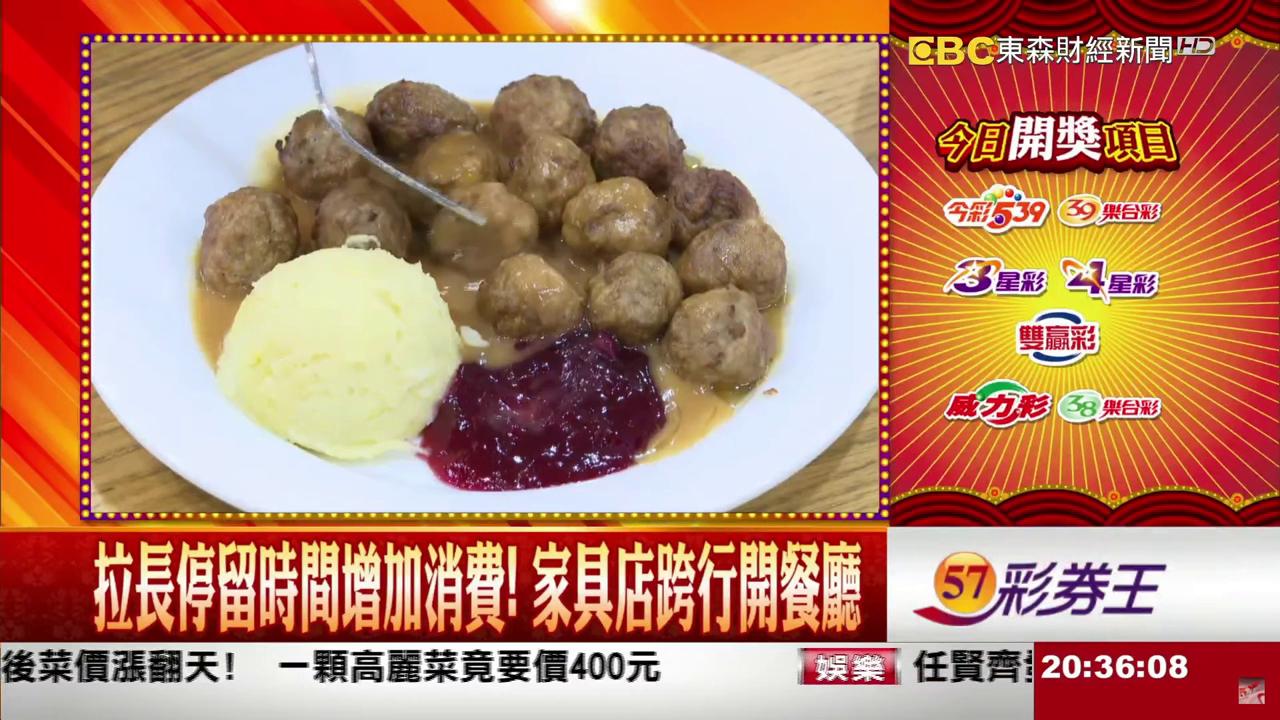 EBC 東森財經新聞 HD
今日開獎項目
今彩539 39樂合彩
3星彩 4星彩
雙贏彩
威力彩 38樂合彩
拉長停留時間增加消費! 家具店跨行開餐廳
57彩券王
後菜價漲翻天! 一顆高麗菜竟要價400元 娛樂 任賢齊
20:36:08